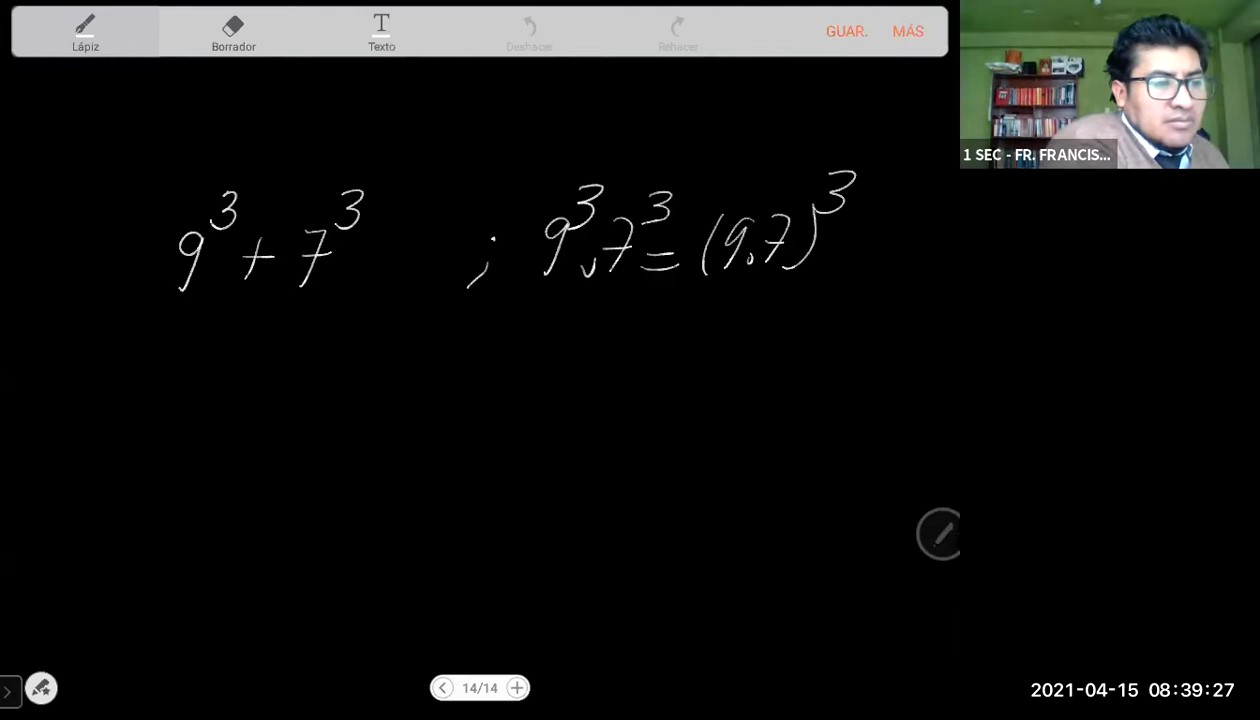 Lápiz Borrador Texto Deshacer Rehacer GUAR. MÁS
1 SEC - FR. FRANCIS...
9³ + 7³ ; 9³.7³ = (9.7)³
14/14
2021-04-15 08:39:27